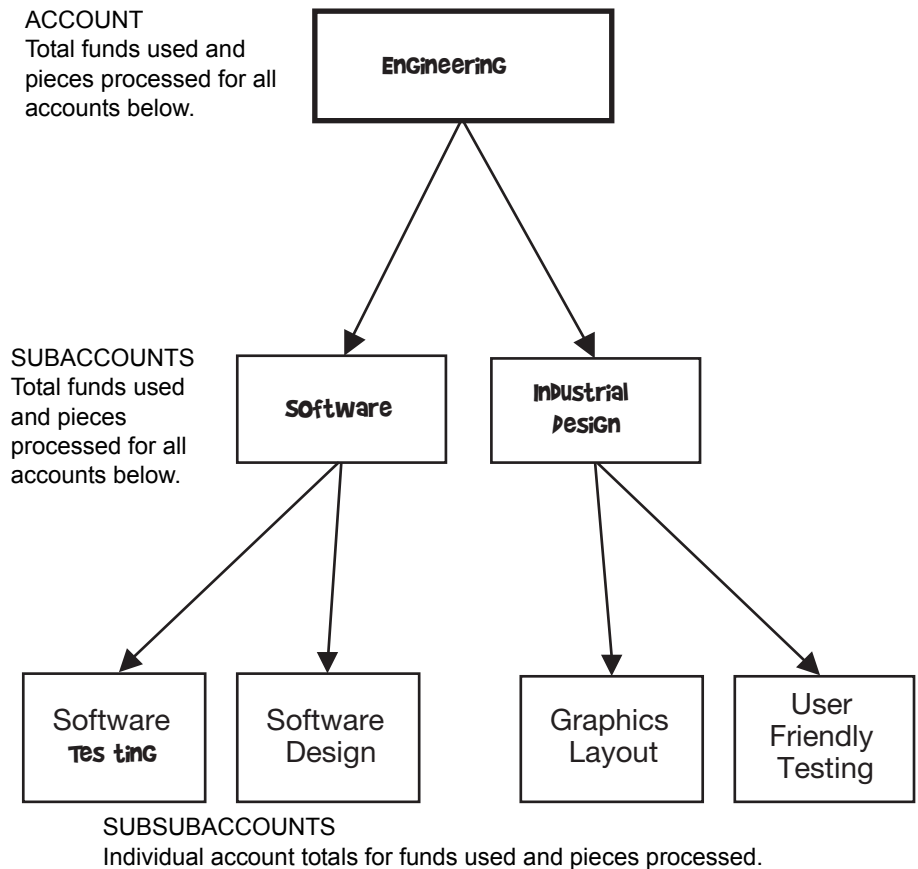 ACCOUNT
Total funds used and
pieces processed for all
accounts below.
Engineering
SUBACCOUNTS
Total funds used
and pieces
processed for all
accounts below.
Software
Industrial
Design
Software
Tes ting
Software
Design
Graphics
Layout
User
Friendly
Testing
SUBSUBACCOUNTS
Individual account totals for funds used and pieces processed.